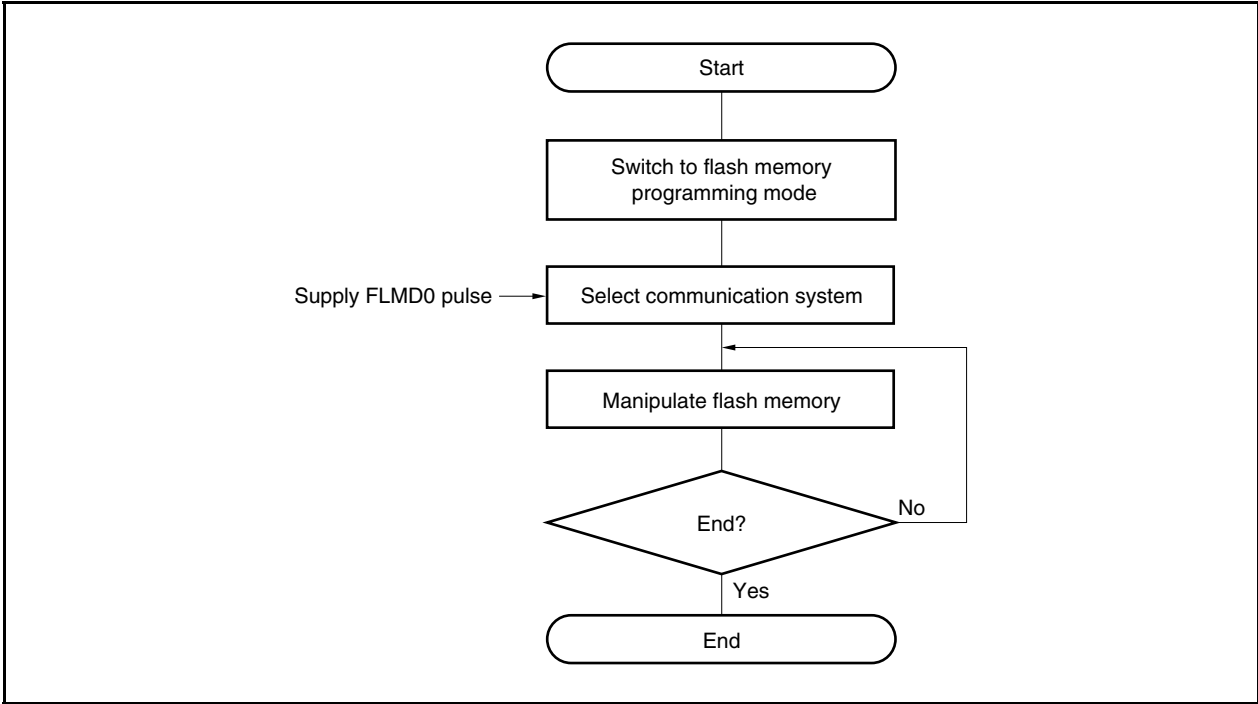 Start
Switch to flash memory
programming mode
Supply FLMD0 pulse
Select communication system
Manipulate flash memory
End?
No
Yes
End